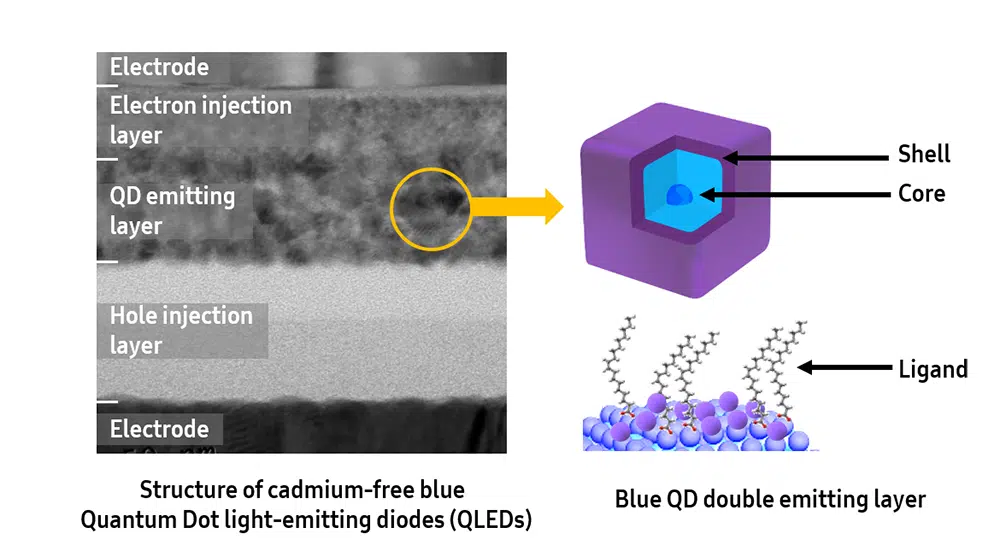 Electrode
Electron injection
layer
QD emitting
layer
Hole injection
layer
Electrode
Structure of cadmium-free blue
Quantum Dot light-emitting diodes (QLEDs)
Shell
Core
Ligand
Blue QD double emitting layer